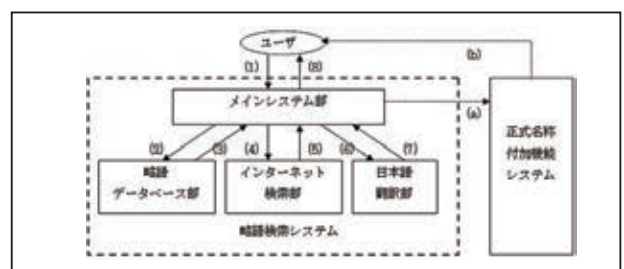 ユーザ
(1)
(8)
(b)
メインシステム部
(a)
(2)
(3)
(4)
(5)
(6)
(7)
略語
データベース部
インターネット
検索部
日本語
翻訳部
略語検索システム
正式名称
付加機能
システム